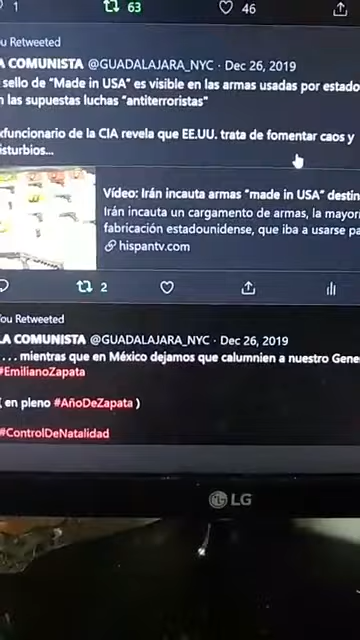 1 63 46
ou Retweeted
A COMUNISTA @GUADALAJARA_NYC · Dec 26, 2019
sello de “Made in USA” es visible en las armas usadas por estado
n las supuestas luchas “antiterroristas”
xfuncionario de la CIA revela que EE.UU. trata de fomentar caos y
isturbios...
Vídeo: Irán incauta armas “made in USA” destin
Irán incauta un cargamento de armas, la mayor
fabricación estadounidense, que iba a usarse pa
hispantv.com
2
You Retweeted
LA COMUNISTA @GUADALAJARA_NYC · Dec 26, 2019
.... mientras que en México dejamos que calumnien a nuestro Gene
#EmilianoZapata
( en pleno #AñoDeZapata )
#ControlDeNatalidad
LG